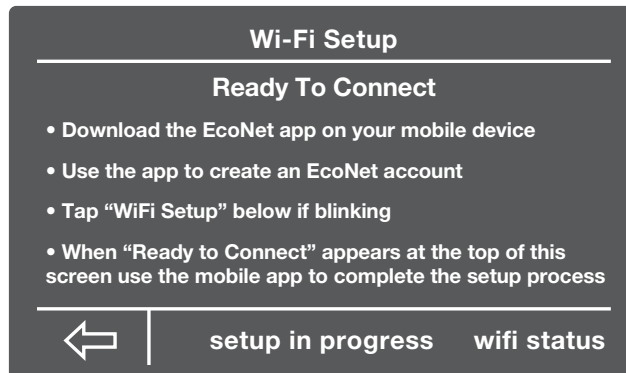 Wi-Fi Setup
Ready To Connect
• Download the EcoNet app on your mobile device
• Use the app to create an EcoNet account
• Tap “WiFi Setup” below if blinking
• When “Ready to Connect” appears at the top of this
screen use the mobile app to complete the setup process
setup in progress wifi status